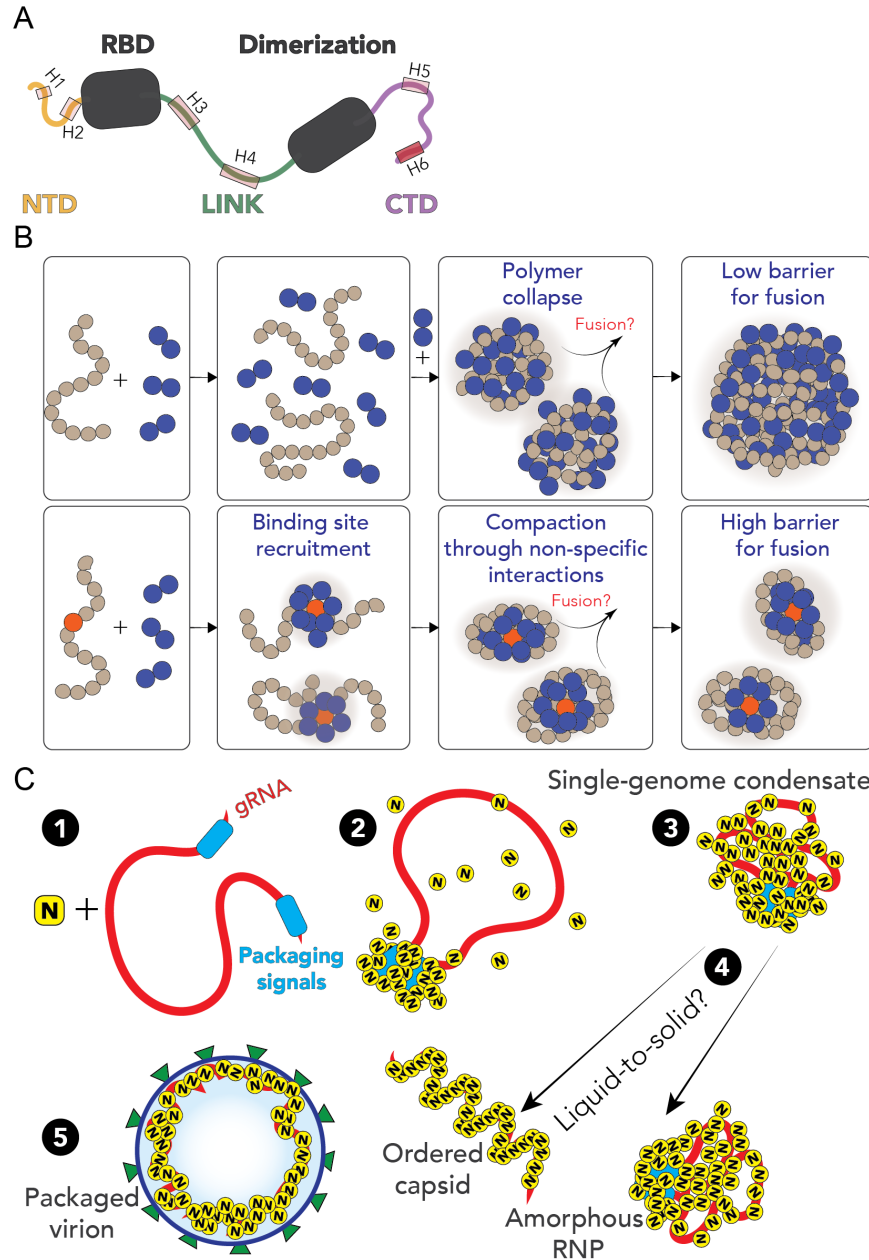 A
RBD
Dimerization
H1
H2
H3
H4
H5
H6
NTD
LINK
CTD
B
+
+
Polymer
collapse
Fusion?
Low barrier
for fusion
+
Binding site
recruitment
Compaction
through non-specific
interactions
Fusion?
High barrier
for fusion
C
1
gRNA
N +
Packaging
signals
2
N N N N N N N N N
Single-genome condensate
3
4
Liquid-to-solid?
Ordered
capsid
Amorphous
RNP
5
Packaged
virion